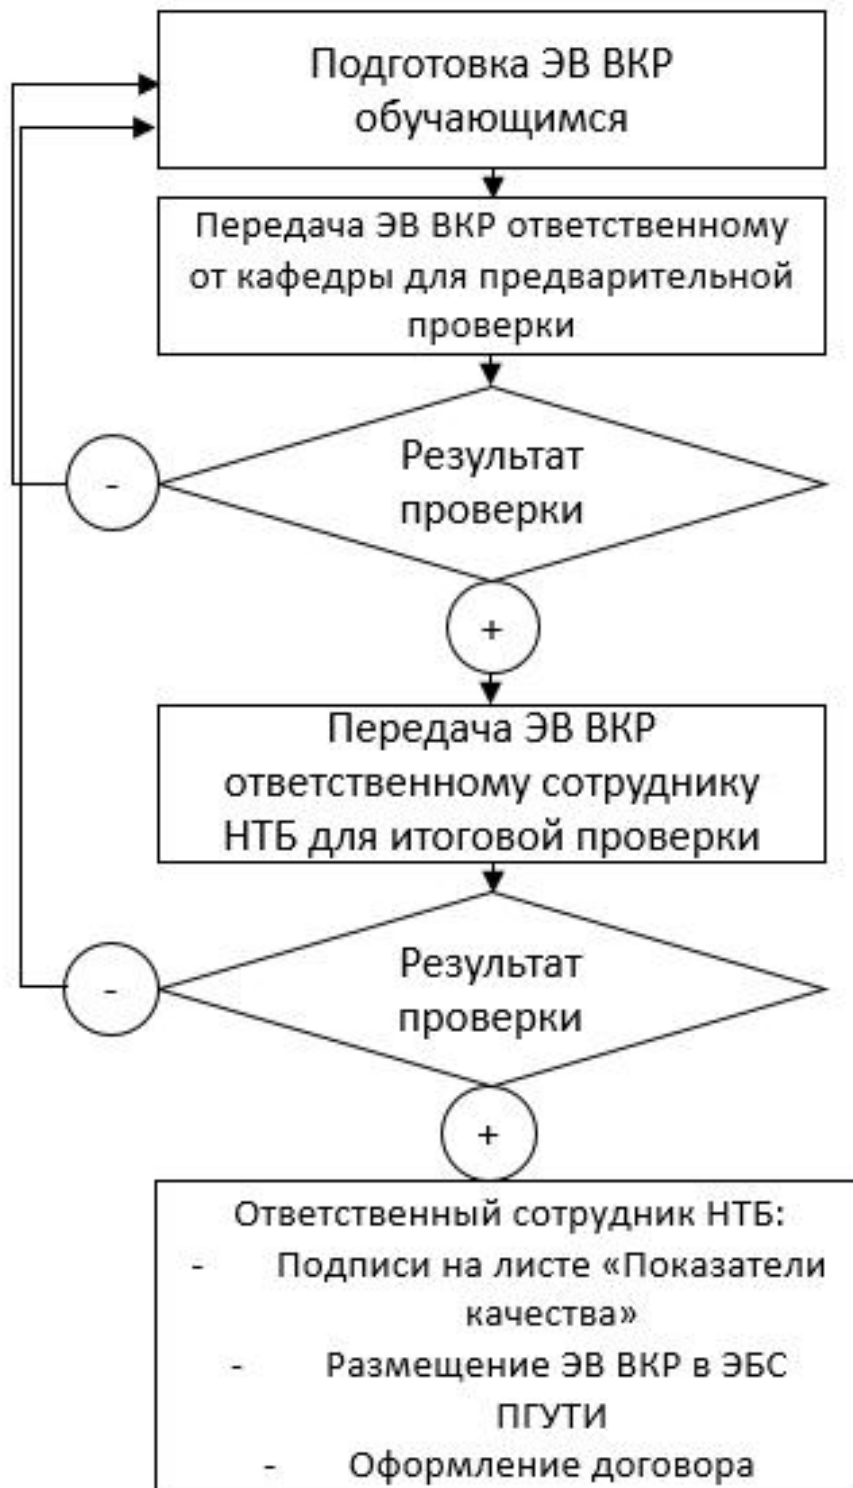 Подготовка ЭВ ВКР
обучающимся
Передача ЭВ ВКР ответственному
от кафедры для предварительной
проверки
Результат
проверки
-
+
Передача ЭВ ВКР
ответственному сотруднику
НТБ для итоговой проверки
Результат
проверки
-
+
Ответственный сотрудник НТБ:
- Подписи на листе «Показатели
качества»
- Размещение ЭВ ВКР в ЭБС
ПГУТИ
- Оформление договора